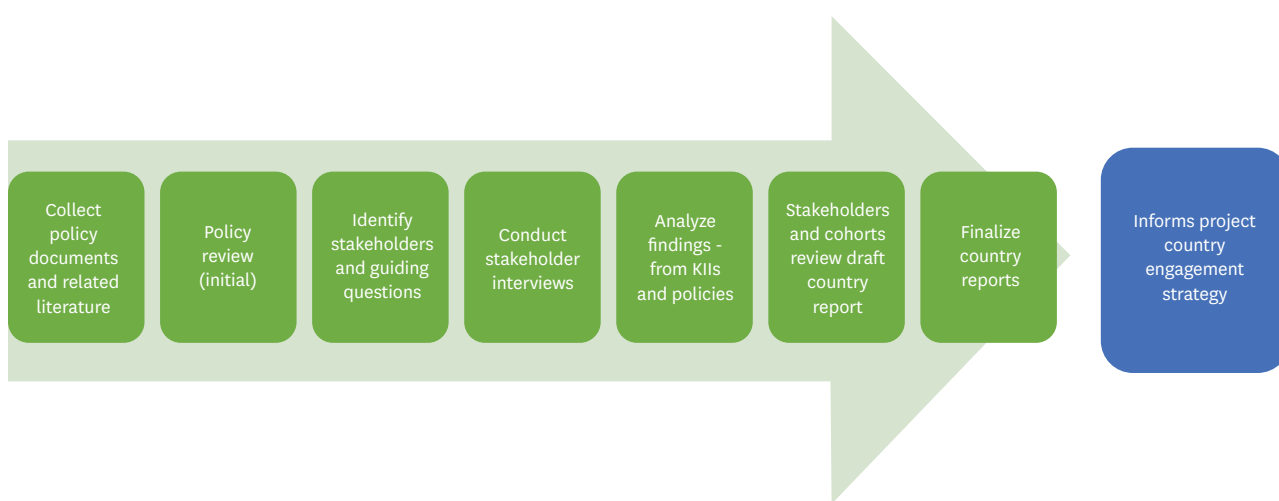 Collect
policy
documents
and related
literature
Policy
review
(initial)
Identify
stakeholders
and guiding
questions
Conduct
stakeholder
interviews
Analyze
findings -
from KIIs
and policies
Stakeholders
and cohorts
review draft
country
report
Finalize
country
reports
Informs project
country
engagement
strategy